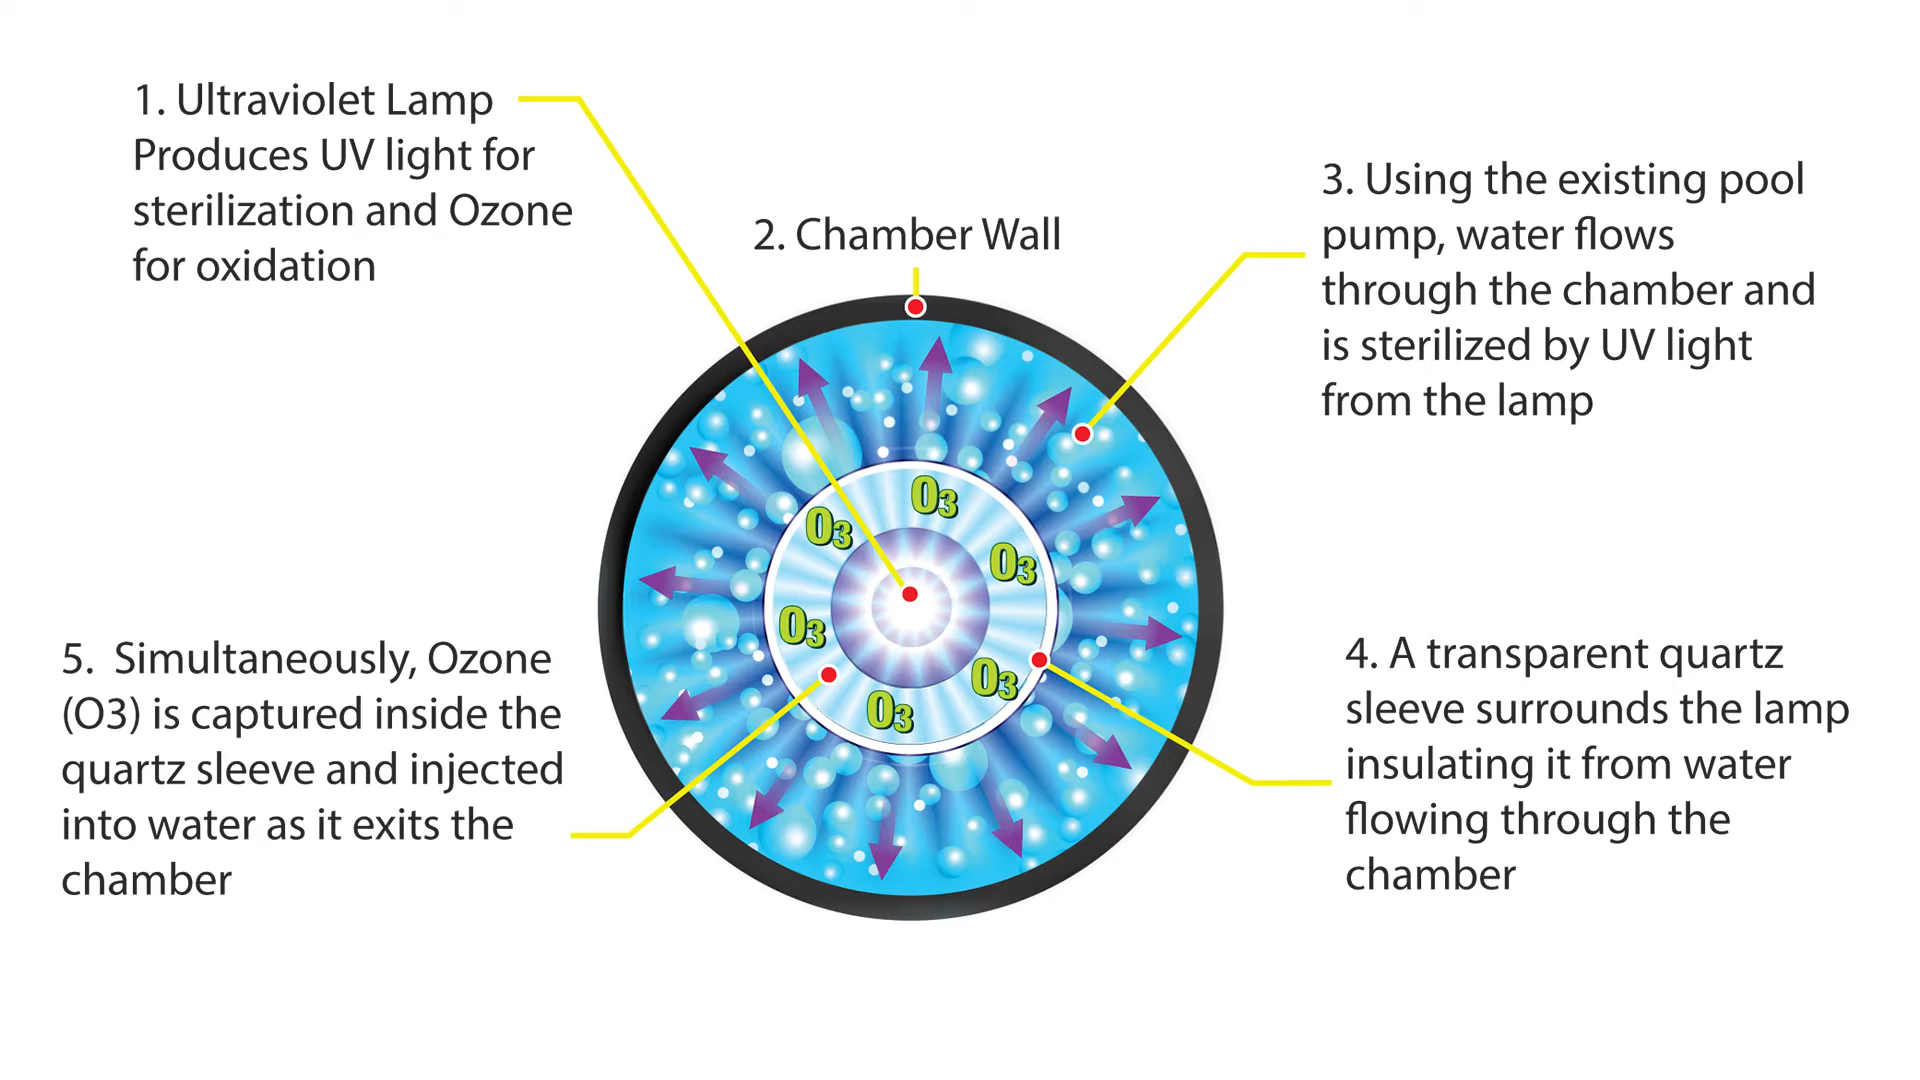 1. Ultraviolet Lamp
Produces UV light for
sterilization and Ozone
for oxidation
2. Chamber Wall
3. Using the existing pool
pump, water flows
through the chamber and
is sterilized by UV light
from the lamp
4. A transparent quartz
sleeve surrounds the lamp
insulating it from water
flowing through the
chamber
5. Simultaneously, Ozone
(O3) is captured inside the
quartz sleeve and injected
into water as it exits the
chamber
O3
O3
O3
O3
O3
O3